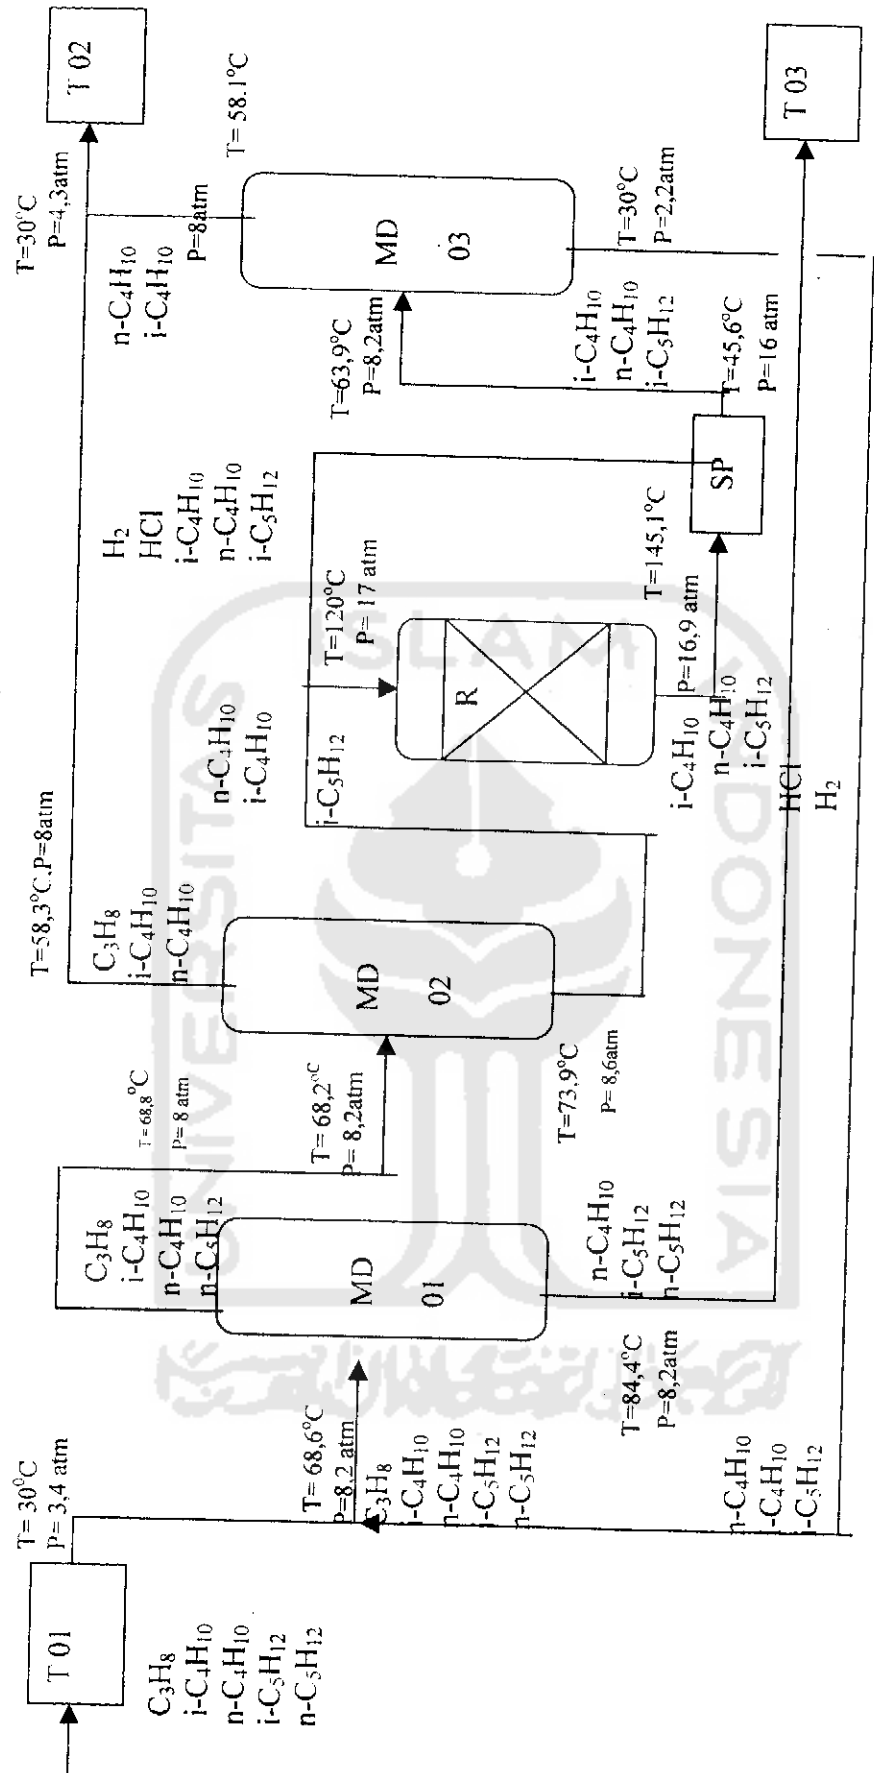 T 01
T= 30°C
P= 3,4 atm
C3H8
i-C4H10
n-C4H10
i-C5H12
n-C5H12
T= 68,6°C
P=8,2 atm
C3H8
i-C4H10
n-C4H10
i-C5H12
n-C5H12
n-C4H10
i-C4H10
i-C5H12
MD
01
C3H8
i-C4H10
n-C4H10
n-C5H12
T= 68,8°C
P= 8 atm
T=84,4°C
P=8,2atm
n-C4H10
i-C5H12
n-C5H12
T= 68,2°C
P= 8,2atm
MD
02
T=58,3°C.P=8atm
C3H8
i-C4H10
n-C4H10
T=73,9°C
P= 8,6atm
n-C4H10
i-C4H10
i-C5H12
T=120°C
P= 17 atm
R
H2
HCl
i-C4H10
n-C4H10
i-C5H12
T=145,1°C
P=16,9 atm
i-C4H10
n-C4H10
i-C5H12
HCl
H2
SP
T=45,6°C
P=16 atm
i-C4H10
n-C4H10
i-C5H12
T=63,9°C
P=8,2atm
MD
03
T= 58.1°C
P=8atm
n-C4H10
i-C4H10
T=30°C
P=4,3atm
T=30°C
P=2,2atm
T 02
T 03
UNIVERSITAS
ISLAM
INDONESIA